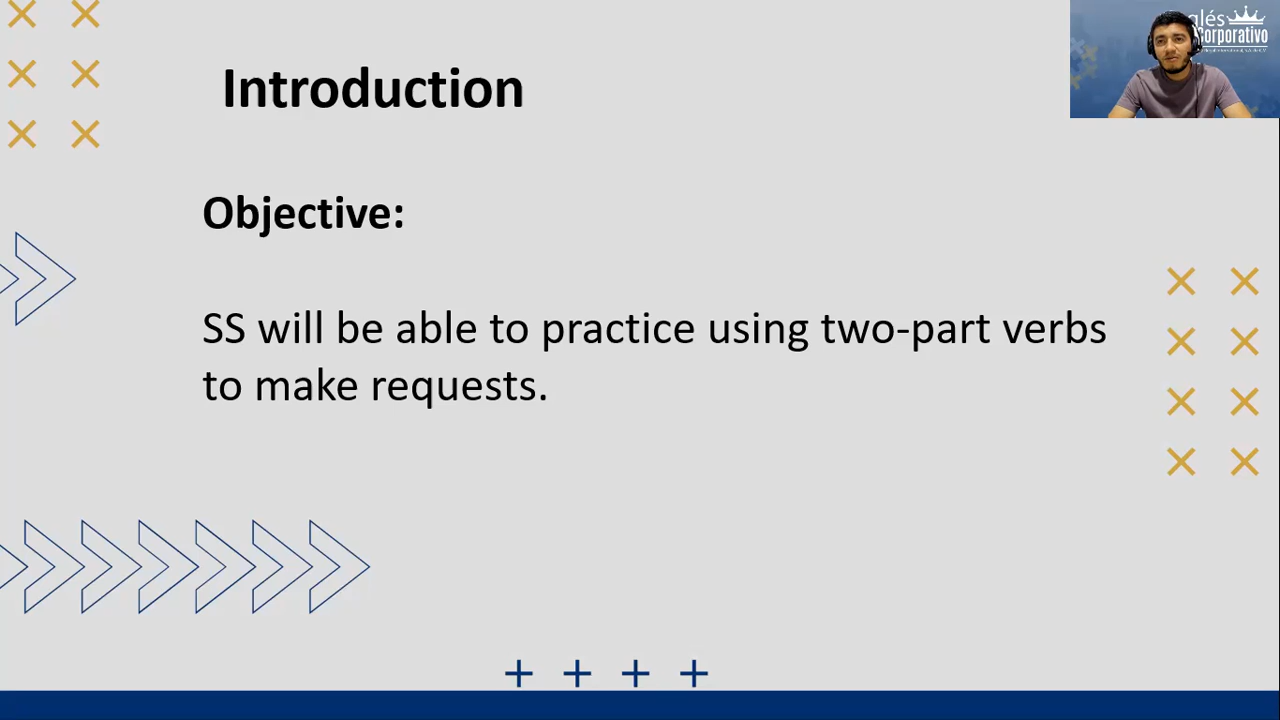 Introduction
Objective:
SS will be able to practice using two-part verbs
to make requests.
Corporativo